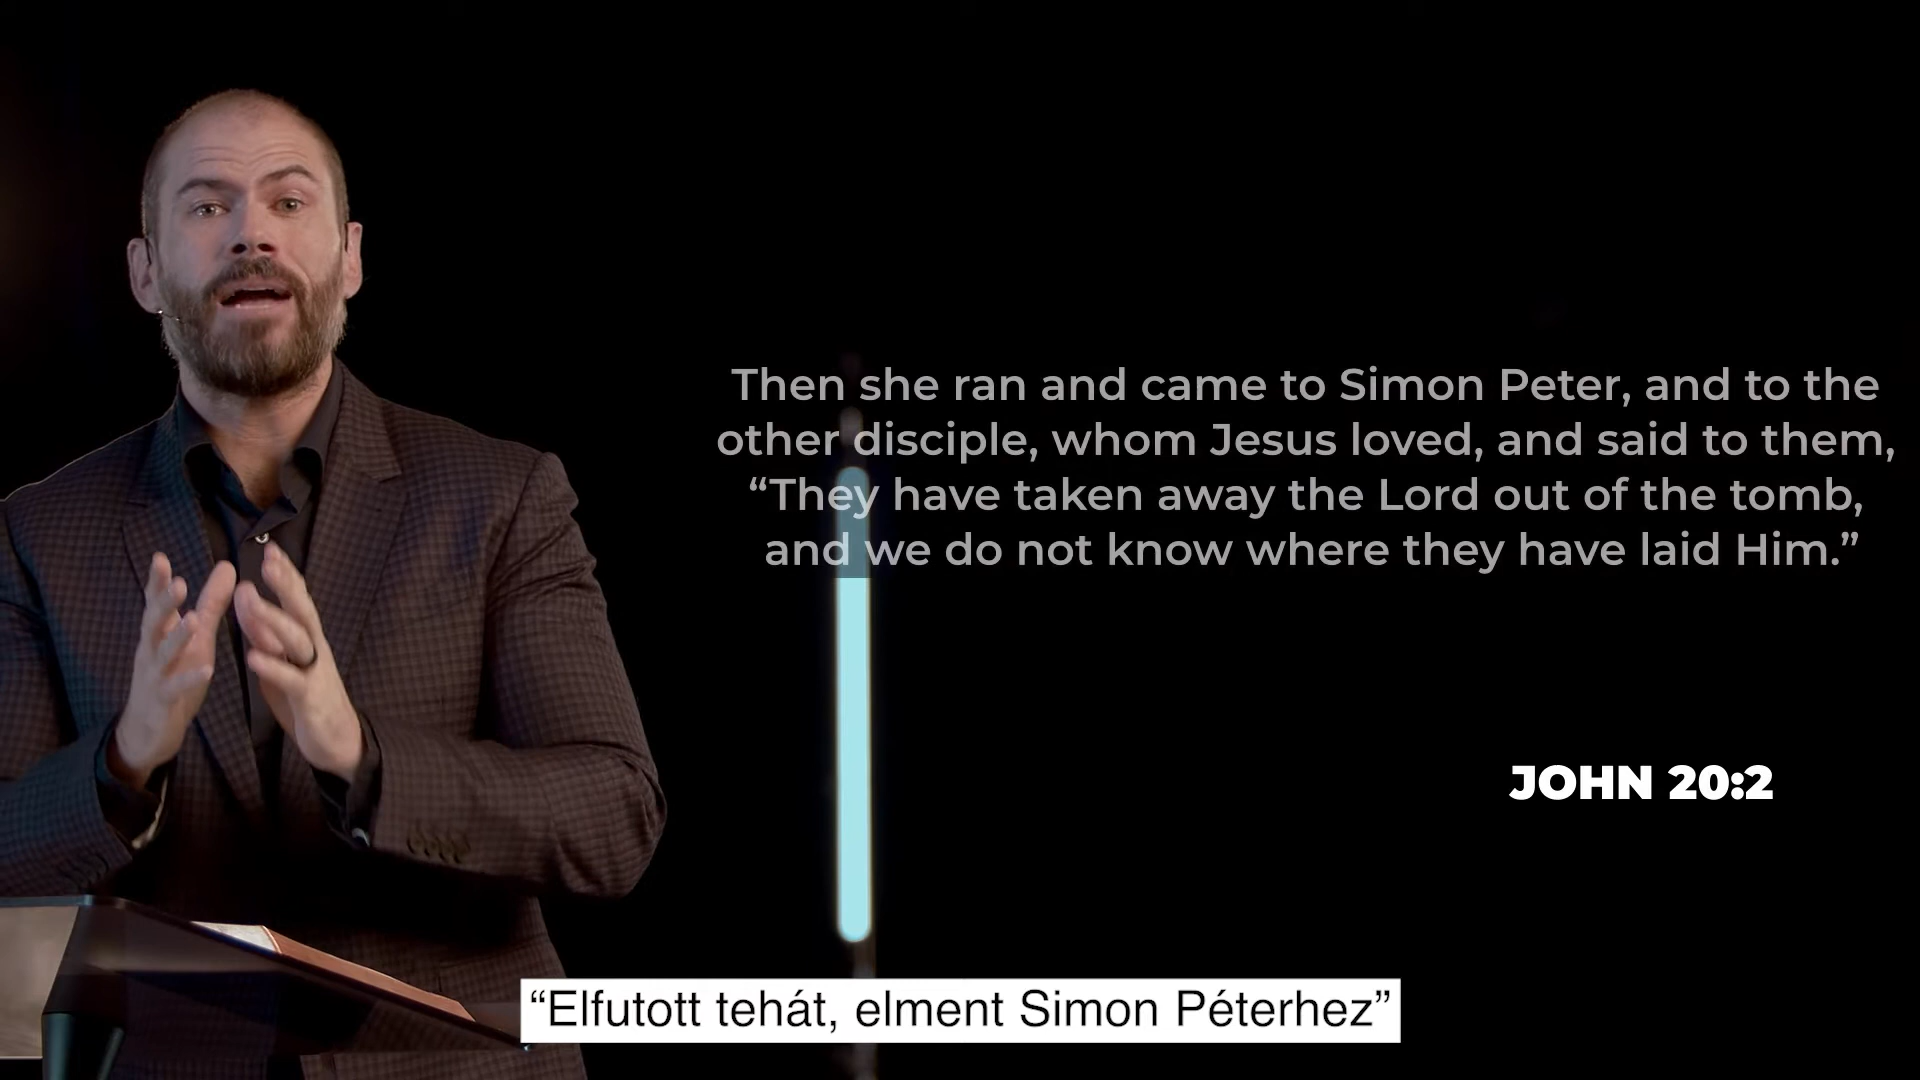 Then she ran and came to Simon Peter, and to the
other disciple, whom Jesus loved, and said to them,
“They have taken away the Lord out of the tomb,
and we do not know where they have laid Him.”
JOHN 20:2
“Elfutott tehát, elment Simon Péterhez”